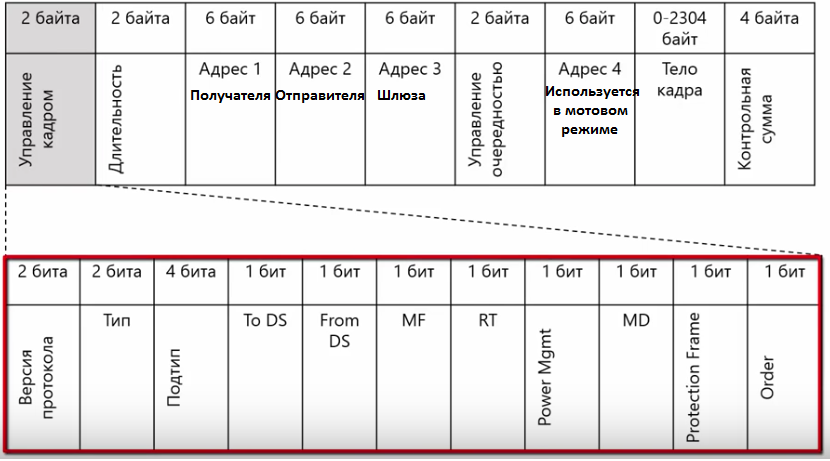 2 байта 2 байта 6 байт 6 байт 6 байт 2 байта 6 байт 0-2304 байт 4 байта
Управление кадром
Длительность
Адрес 1
Получателя
Адрес 2
Отправителя
Адрес 3
Шлюза
Управление очередностью
Адрес 4
Используется
в мотовом
режиме
Тело
кадра
Контрольная сумма
2 бита 2 бита 4 бита 1 бит 1 бит 1 бит 1 бит 1 бит 1 бит 1 бит 1 бит
Версия протокола
Тип
Подтип
To DS
From
DS
MF
RT
Power Mgmt
MD
Protection Frame
Order